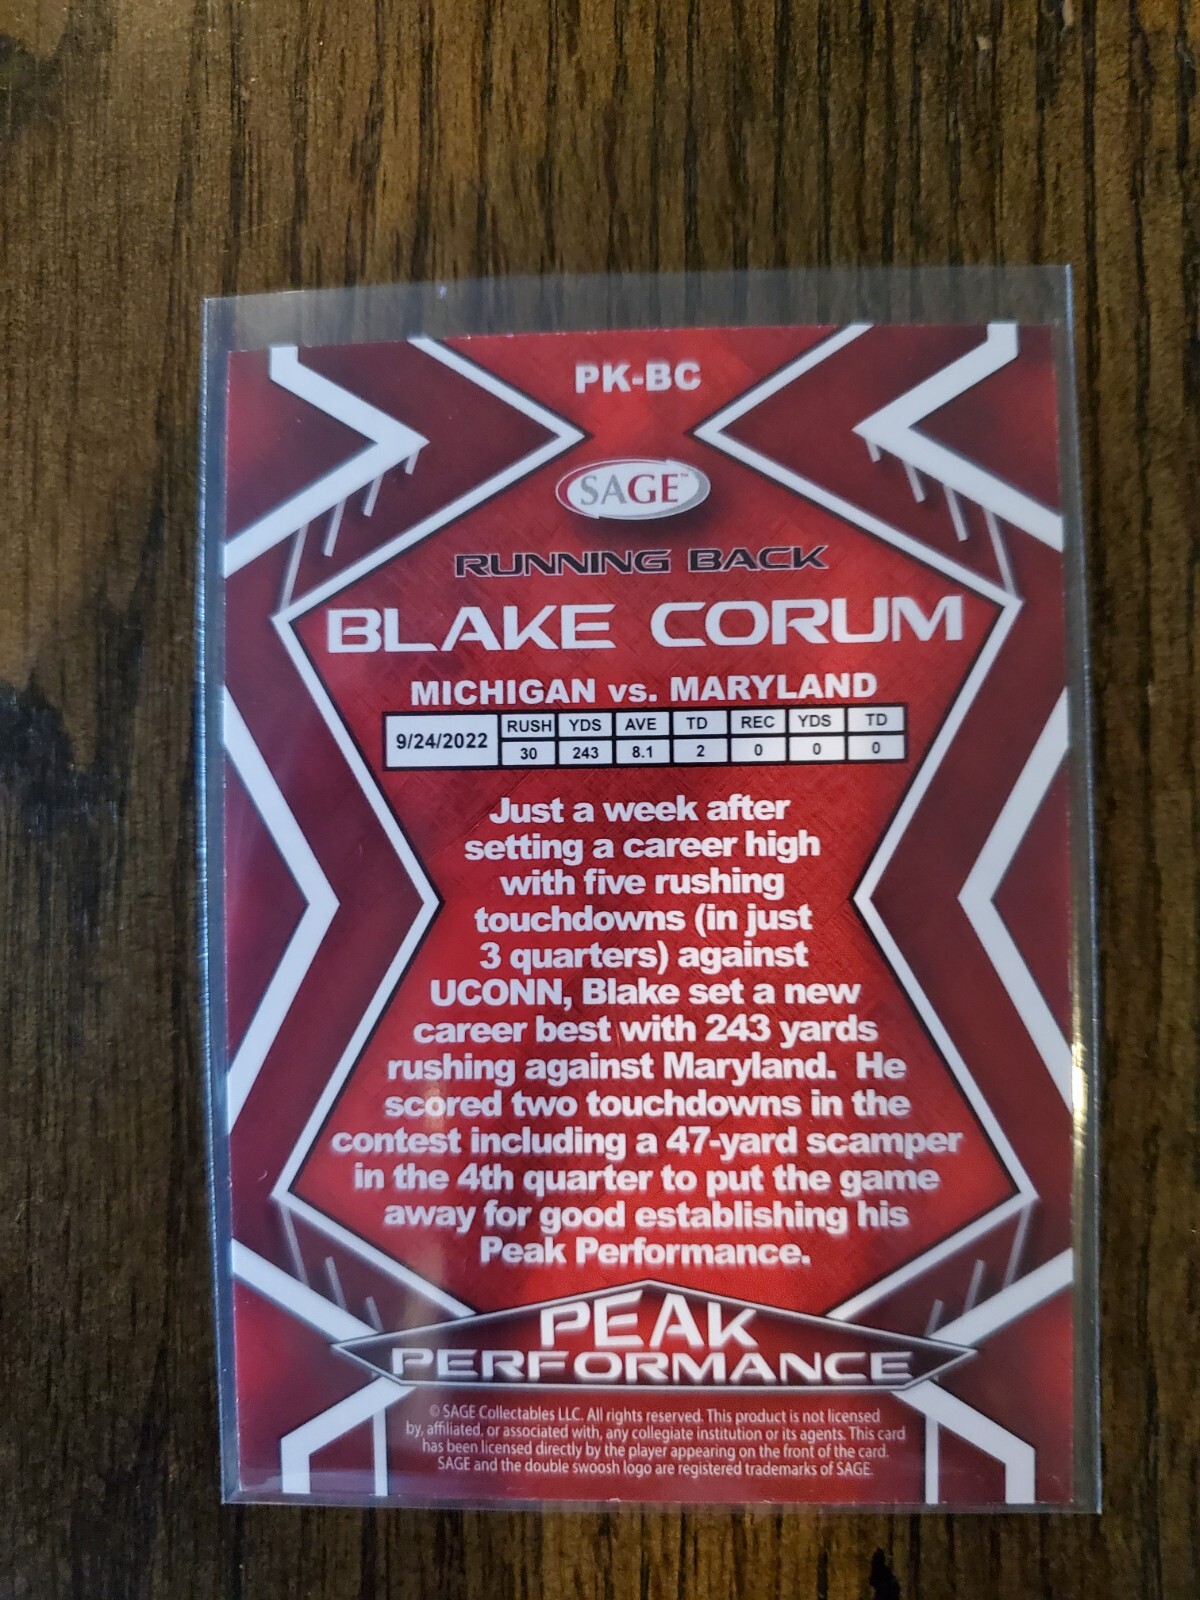 PK-BC
SAGE™
RUNNING BACK
BLAKE CORUM
MICHIGAN vs. MARYLAND
9/24/2022 RUSH YDS AVE TD REC YDS TD
30 243 8.1 2 0 0 0
Just a week after
setting a career high
with five rushing
touchdowns (in just
3 quarters) against
UCONN, Blake set a new
career best with 243 yards
rushing against Maryland. He
scored two touchdowns in the
contest including a 47-yard scamper
in the 4th quarter to put the game
away for good establishing his
Peak Performance.
PEAK
PERFORMANCE
© SAGE Collectables LLC. All rights reserved. This product is not licensed
by, affiliated, or associated with, any collegiate institution or its agents. This card
has been licensed directly by the player appearing on the front of the card.
SAGE and the double swoosh logo are registered trademarks of SAGE.